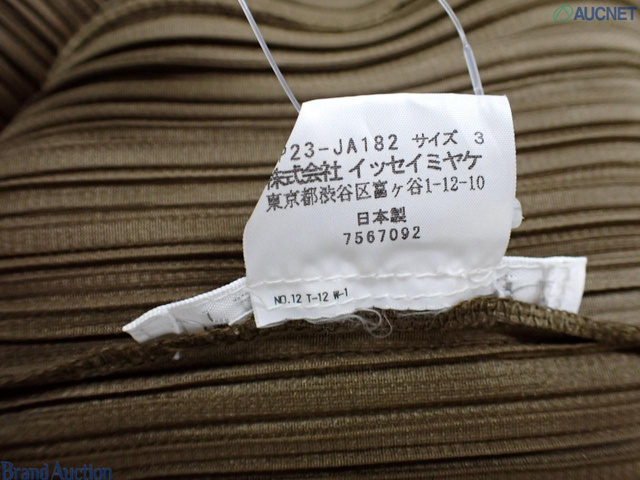 AUCNET
P23-JA182 サイズ 3
株式会社 イッセイミヤケ
東京都渋谷区富ヶ谷1-12-10
日本製
7567092
NO.12 T-12 W-1
Brand Auction